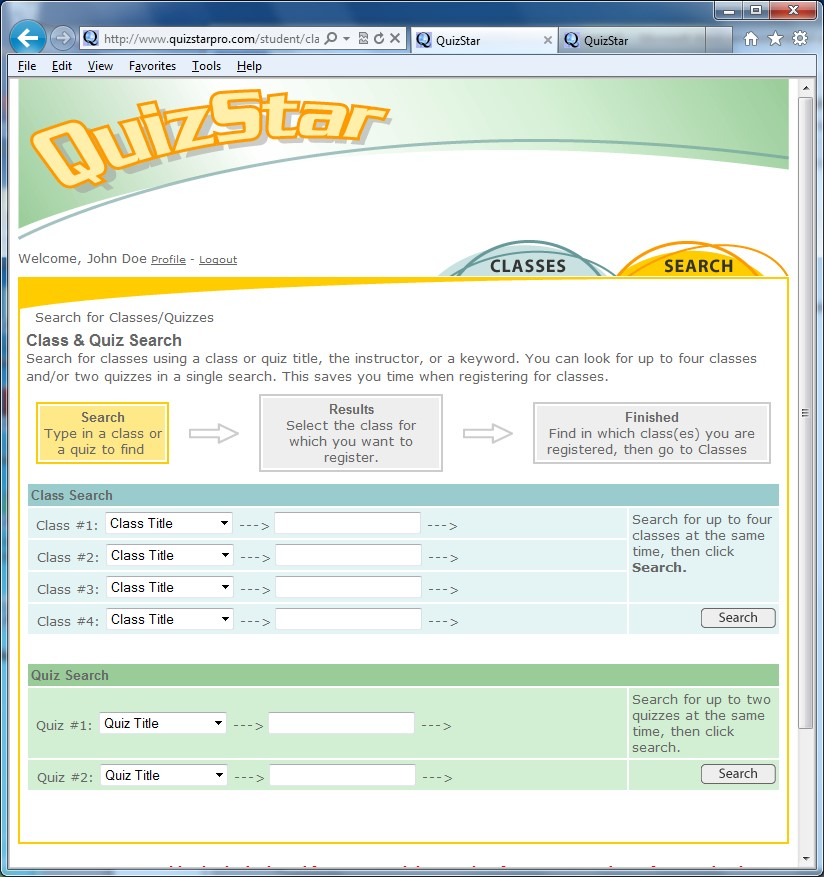 http://www.quizstarpro.com/student/cla
QuizStar
QuizStar
File Edit View Favorites Tools Help
QuizStar
Welcome, John Doe Profile - Logout
CLASSES
SEARCH
Search for Classes/Quizzes
Class & Quiz Search
Search for classes using a class or quiz title, the instructor, or a keyword. You can look for up to four classes
and/or two quizzes in a single search. This saves you time when registering for classes.
Search
Type in a class or
a quiz to find
Results
Select the class for
which you want to
register.
Finished
Find in which class(es) you are
registered, then go to Classes
Class Search
Class #1: Class Title ---> --->
Class #2: Class Title ---> --->
Class #3: Class Title ---> --->
Class #4: Class Title ---> --->
Search for up to four
classes at the same
time, then click
Search.
Search
Quiz Search
Quiz #1: Quiz Title ---> --->
Search for up to two
quizzes at the same
time, then click
search.
Quiz #2: Quiz Title ---> --->
Search